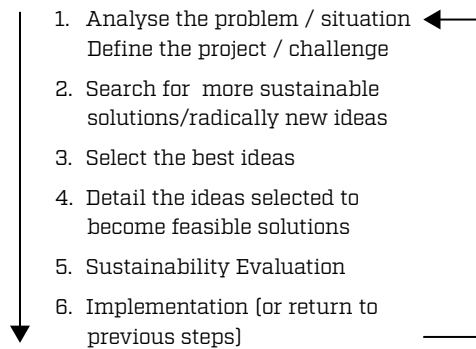 1. Analyse the problem / situation
Define the project / challenge
2. Search for more sustainable
solutions/radically new ideas
3. Select the best ideas
4. Detail the ideas selected to
become feasible solutions
5. Sustainability Evaluation
6. Implementation (or return to
previous steps)